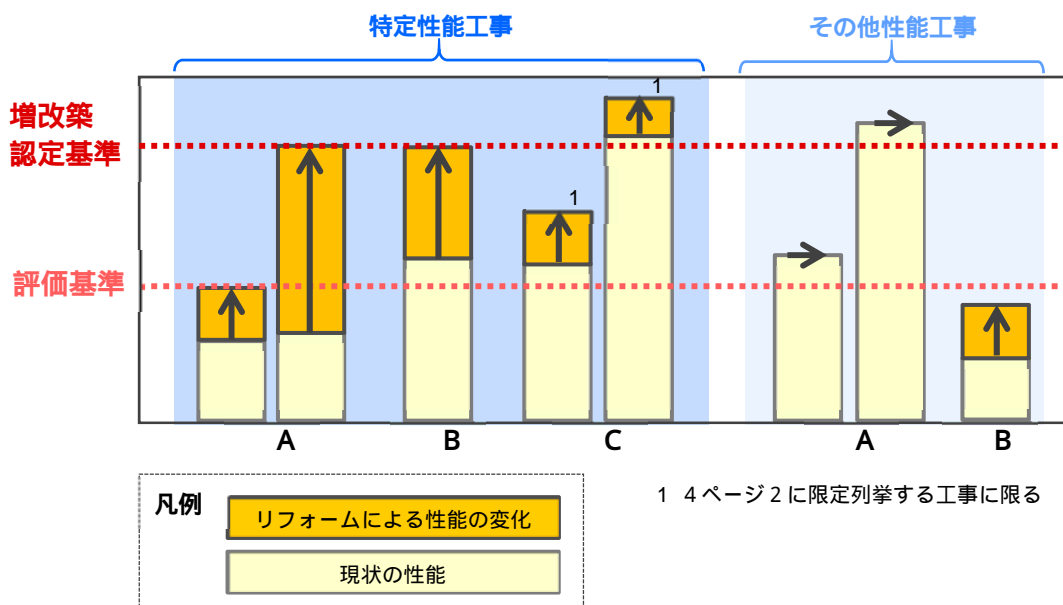 特定性能工事
その他性能工事
増改築
認定基準
評価基準
1
1
A
B
C
A
B
凡例
リフォームによる性能の変化
現状の性能
1 4ページ2に限定列挙する工事に限る